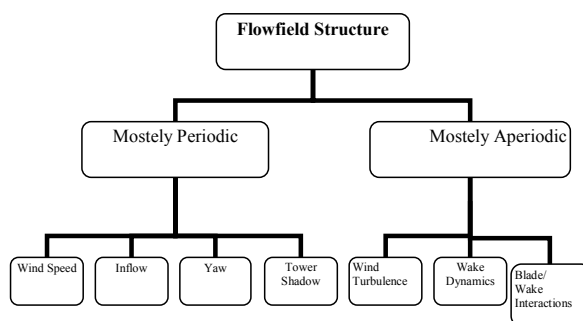 Flowfield Structure
Mostely Periodic
Mostely Aperiodic
Wind Speed
Inflow
Yaw
Tower
Shadow
Wind
Turbulence
Wake
Dynamics
Blade/
Wake
Interactions